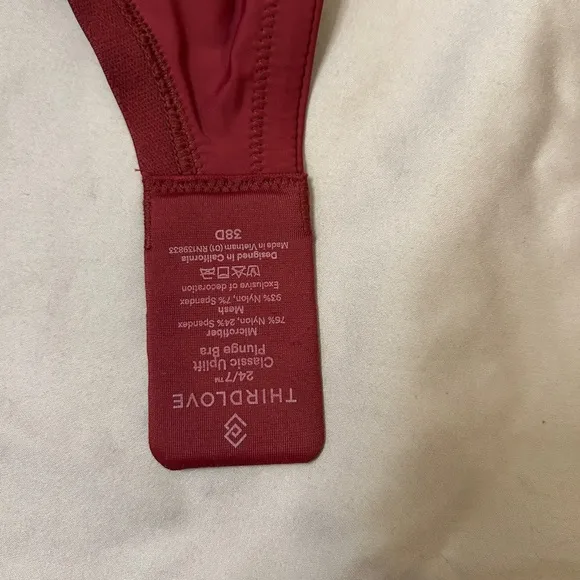 THIRDLOVE
24/7™
Classic Uplift
Plunge Bra
Microfiber
76% Nylon, 24% Spandex
Mesh
93% Nylon, 7% Spandex
Exclusive of decoration
Designed in California
Made in Vietnam (01) RN139833
38D